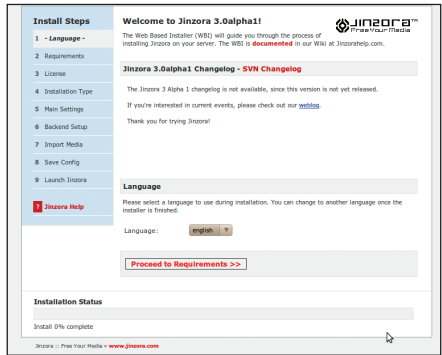 Install Steps
1 - Language -
2 Requirements
3 License
4 Installation Type
5 Main Settings
6 Backend Setup
7 Import Media
8 Save Config
9 Launch Jinzora
? Jinzora Help
Welcome to Jinzora 3.0alpha1!
JINZORA™
Free Your Media
The Web Based Installer (WBI) will guide you through the process of
installing Jinzora on your server. The WBI is documented in our Wiki at Jinzorahelp.com.
Jinzora 3.0alpha1 Changelog - SVN Changelog
The Jinzora 3 Alpha 1 changelog is not available, since this version is not yet released.
If you're interested in current events, please check out our weblog.
Thank you for trying Jinzora!
Language
Please select a language to use during installation. You can change to another language once the
installer is finished.
Language: english
Proceed to Requirements >>
Installation Status
Install 0% complete
Jinzora :: Free Your Media • www.jinzora.com